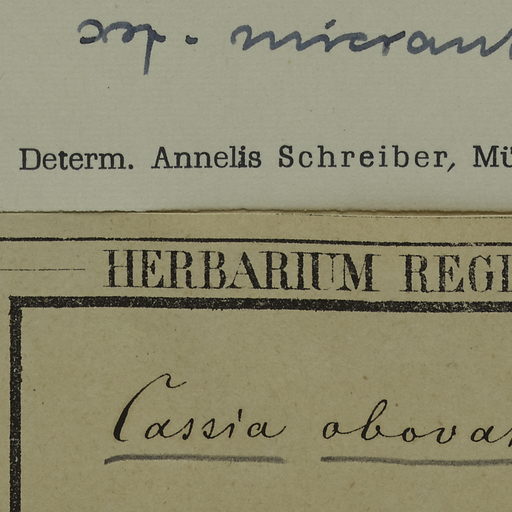 ssp. micrant
Determ. Annelis Schreiber, Mü
HERBARIUM REGI
Cassia obovat